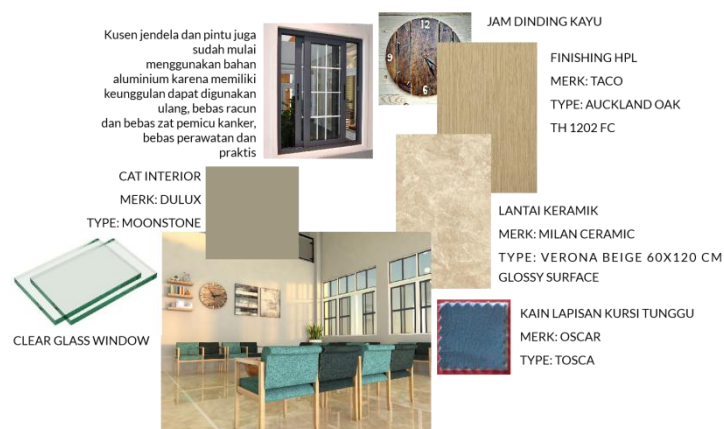 Kusen jendela dan pintu juga
sudah mulai
menggunakan bahan
aluminium karena memiliki
keunggulan dapat digunakan
ulang, bebas racun
dan bebas zat pemicu kanker,
bebas perawatan dan
praktis
JAM DINDING KAYU
12
9
6
FINISHING HPL
MERK: TACO
TYPE: AUCKLAND OAK
TH 1202 FC
CAT INTERIOR
MERK: DULUX
TYPE: MOONSTONE
LANTAI KERAMIK
MERK: MILAN CERAMIC
TYPE: VERONA BEIGE 60X120 CM
GLOSSY SURFACE
CLEAR GLASS WINDOW
KAIN LAPISAN KURSI TUNGGU
MERK: OSCAR
TYPE: TOSCA